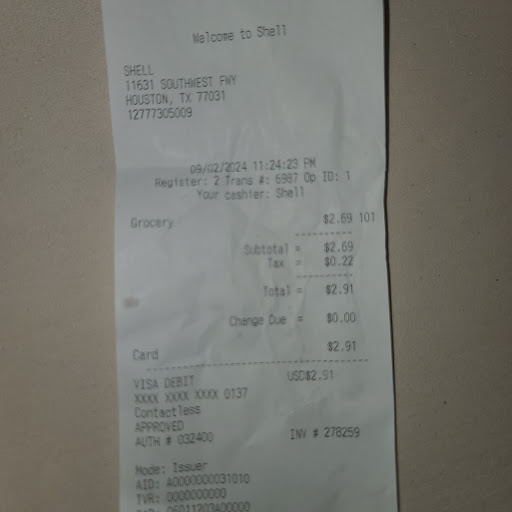 Welcome to Shell
SHELL
11631 SOUTHWEST FWY
HOUSTON, TX 77031
12777305009
09/02/2024 11:24:23 PM
Register: 2 Trans #: 6987 Op ID: 1
Your cashier: Shell
Grocery $2.69 101
Subtotal = $2.69
Tax = $0.22
Total = $2.91
Change Due = $0.00
Card $2.91
VISA DEBIT USD$2.91
XXXX XXXX XXXX 0137
Contactless
APPROVED
AUTH # 032400 INV # 278259
Mode: Issuer
AID: A0000000031010
TVR: 0000000000